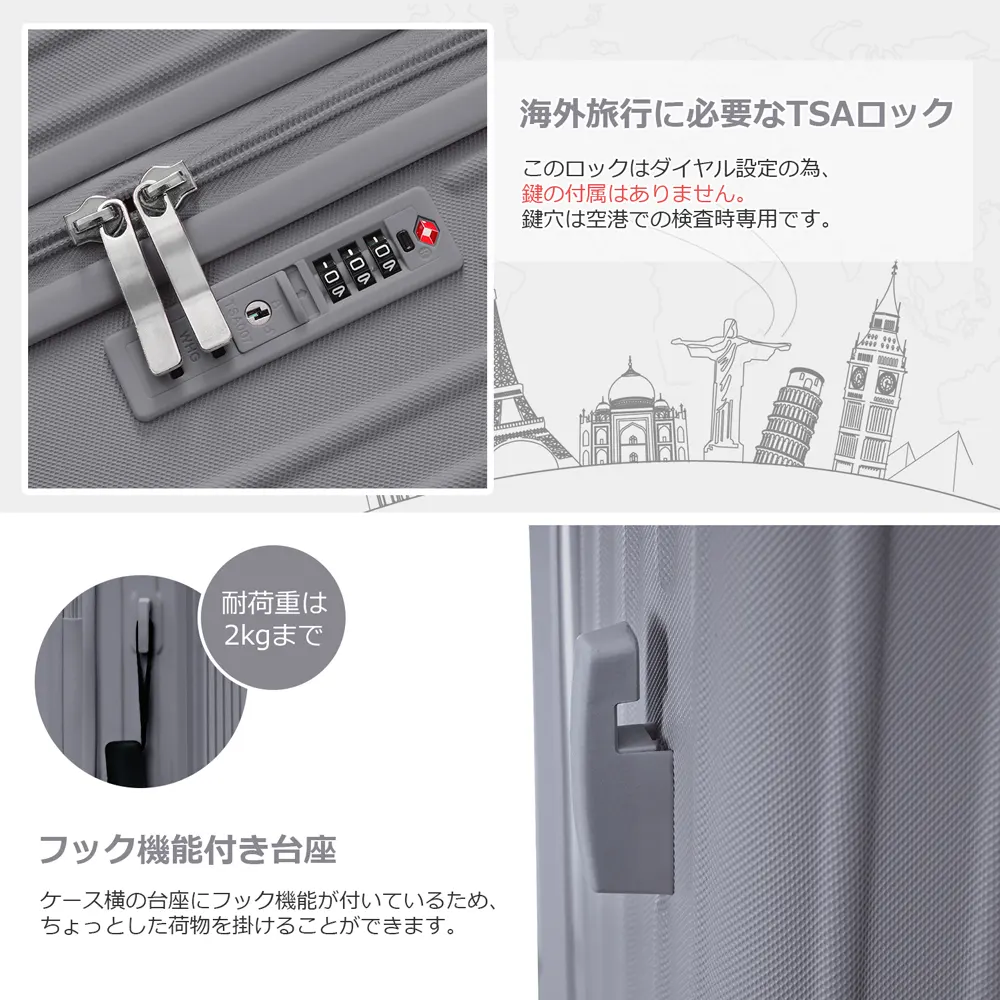 海外旅行に必要なTSAロック
このロックはダイヤル設定の為、
鍵の付属はありません。
鍵穴は空港での検査時専用です。
耐荷重は
2kgまで
フック機能付き台座
ケース横の台座にフック機能が付いているため、
ちょっとした荷物を掛けることができます。